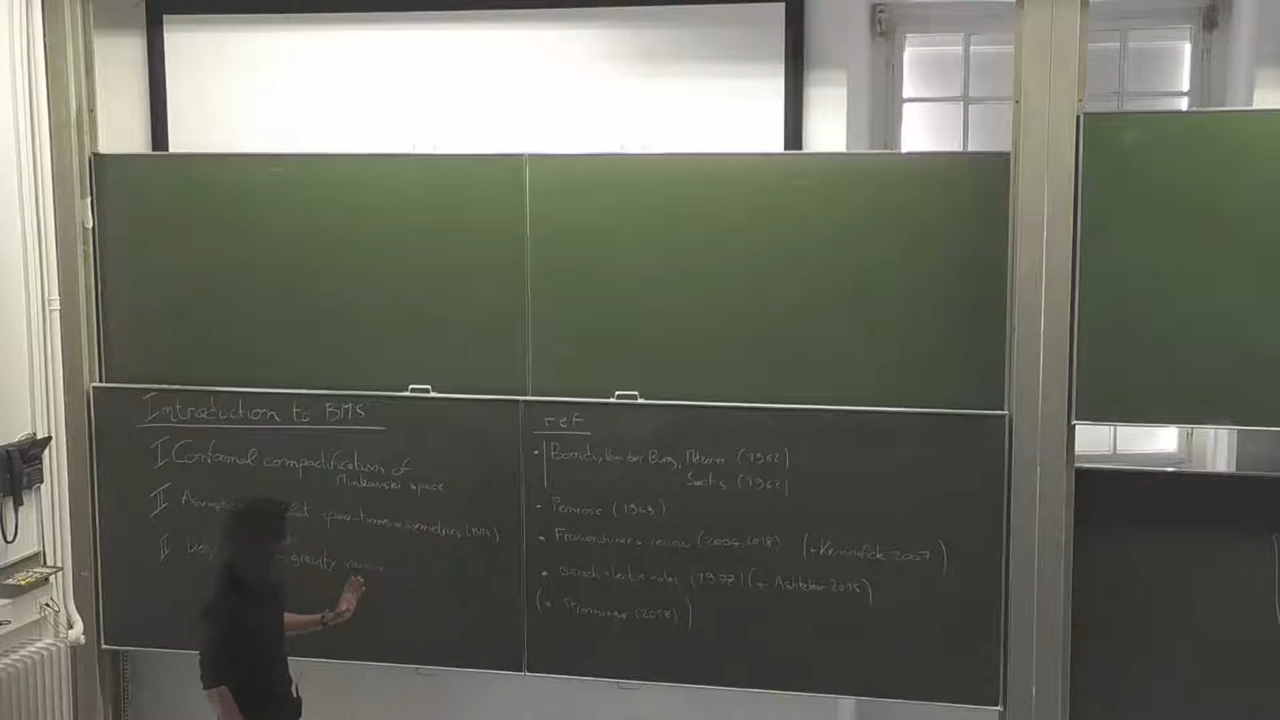 Introduction to BMS
I Conformal compactification of
Minkowski space
II flat space-times symmetries (BMS)
II gravity vacua
ref
• Bondi, Van der Burg, Metzner (1962)
Sachs (1962)
• Penrose (1963)
• Frauendiener review (2004, 2018) (+ Kennefick 2007)
• Geroch lecture notes (1977) (+ Ashtekar 2015)
(• Strominger (2018))